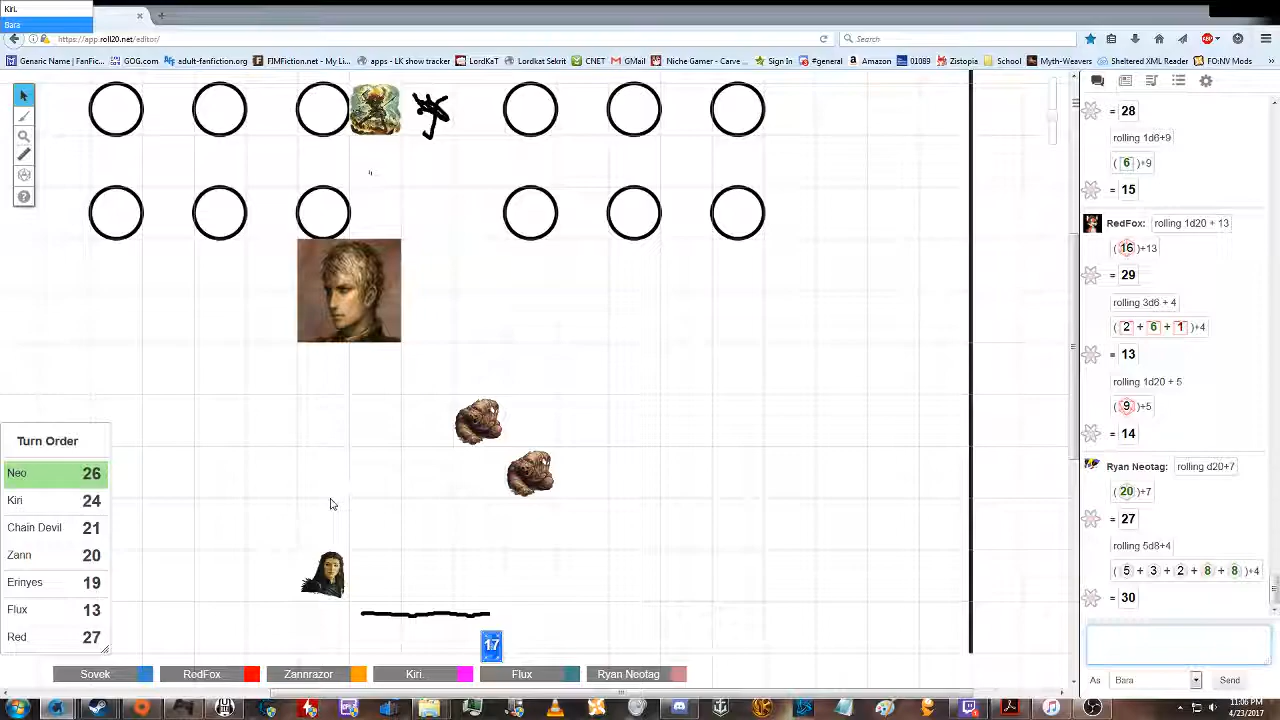 Kiri.
Bara
https://app.roll20.net/editor/
Search
Generic Name | FanFic...
GOG.com
adult-fanfiction.org
FIMFiction.net - My Li...
apps • LK show tracker
LordKaT
Lordkat Sekrit
CNET
GMail
Niche Gamer - Curve...
Sign In
#general
Amazon
01089
Zistopia
School
Myth-Weavers
Sheltered XML Reader
FO:NV Mods
28
rolling 1d6+9
(6)+9
= 15
RedFox: rolling 1d20 + 13
(16)+13
= 29
rolling 3d6 + 4
(2 + 6 + 1)+4
= 13
rolling 1d20 + 5
(9)+5
= 14
Ryan Neotag: rolling d20+7
(20)+7
= 27
rolling 5d8+4
(5 + 3 + 2 + 8 + 8)+4
= 30
Turn Order
Neo 26
Kiri 24
Chain Devil 21
Zann 20
Erinyes 19
Flux 13
Red 27
17
Sovek
RedFox
Zannrazor
Kiri.
Flux
Ryan Neotag
As
Bara
Send
11:06 PM
4/23/2017